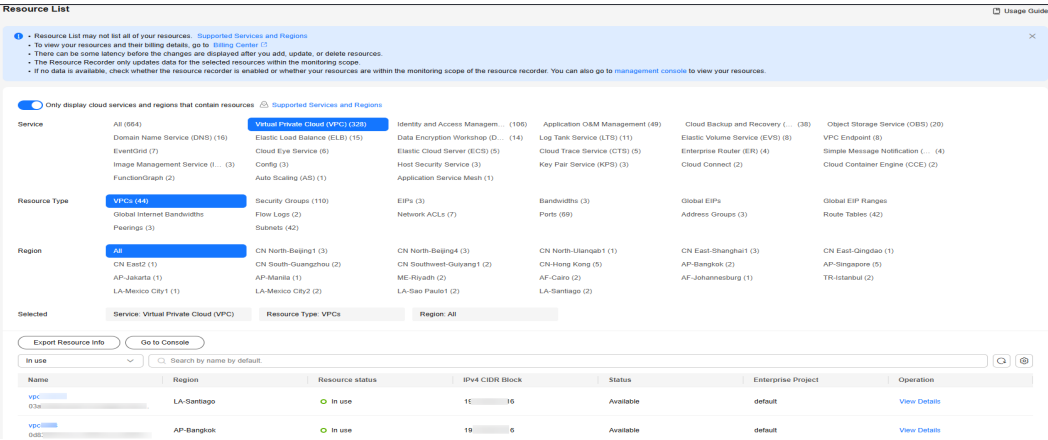 Resource List
Usage Guide
• Resource List may not list all of your resources. Supported Services and Regions
• To view your resources and their billing details, go to Billing Center
• There can be some latency before the changes are displayed after you add, update, or delete resources.
• The Resource Recorder only updates data for the selected resources within the monitoring scope.
• If no data is available, check whether the resource recorder is enabled or whether your resources are within the monitoring scope of the resource recorder. You can also go to management console to view your resources.
Only display cloud services and regions that contain resources Supported Services and Regions
Service All (664) Virtual Private Cloud (VPC) (328) Identity and Access Managem... (106) Application O&M Management (49) Cloud Backup and Recovery (... (38) Object Storage Service (OBS) (20)
Domain Name Service (DNS) (16) Elastic Load Balance (ELB) (15) Data Encryption Workshop (D... (14) Log Tank Service (LTS) (11) Elastic Volume Service (EVS) (8) VPC Endpoint (8)
EventGrid (7) Cloud Eye Service (6) Elastic Cloud Server (ECS) (5) Cloud Trace Service (CTS) (5) Enterprise Router (ER) (4) Simple Message Notification (... (4)
Image Management Service (I... (3) Config (3) Host Security Service (3) Key Pair Service (KPS) (3) Cloud Connect (2) Cloud Container Engine (CCE) (2)
FunctionGraph (2) Auto Scaling (AS) (1) Application Service Mesh (1)
Resource Type VPCs (44) Security Groups (110) EIPs (3) Bandwidths (3) Global EIPs Global EIP Ranges
Global Internet Bandwidths Flow Logs (2) Network ACLs (7) Ports (69) Address Groups (3) Route Tables (42)
Peerings (3) Subnets (42)
Region All CN North-Beijing1 (3) CN North-Beijing4 (3) CN North-Ulanqab1 (1) CN East-Shanghai1 (3) CN East-Qingdao (1)
CN East2 (1) CN South-Guangzhou (2) CN Southwest-Guiyang1 (2) CN-Hong Kong (5) AP-Bangkok (2) AP-Singapore (5)
AP-Jakarta (1) AP-Manila (1) ME-Riyadh (2) AF-Cairo (2) AF-Johannesburg (1) TR-Istanbul (2)
LA-Mexico City1 (1) LA-Mexico City2 (2) LA-Sao Paulo1 (2) LA-Santiago (2)
Selected Service: Virtual Private Cloud (VPC) Resource Type: VPCs Region: All
Export Resource Info Go to Console
In use Search by name by default.
Name Region Resource status IPv4 CIDR Block Status Enterprise Project Operation
vpc LA-Santiago In use Available default View Details
03a
vpc AP-Bangkok In use 19 6 Available default View Details